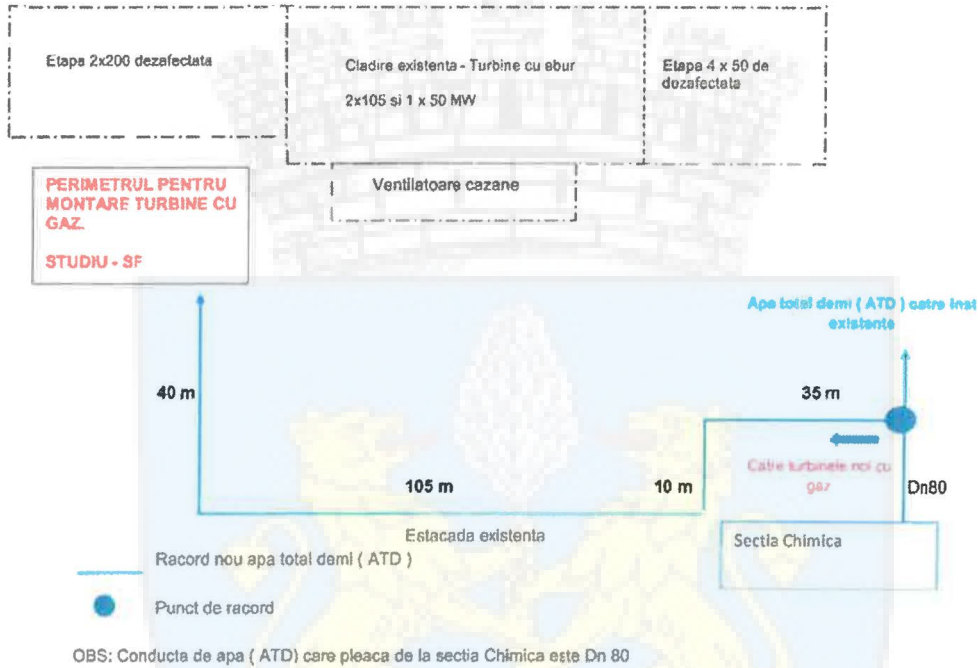 Etapa 2x200 dezafectata
Cladire existenta - Turbine cu abur
2x105 si 1 x 50 MW
Etapa 4 x 50 de
dozafectata
PERIMETRUL PENTRU
MONTARE TURBINE CU
GAZ.
STUDIU - SF
Ventilatoare cazane
Apa total demi ( ATD ) catre inst
existente
40 m
35 m
Catre turbinele noi cu
gaz
105 m
10 m
Dn80
Estacada existenta
Sectia Chimica
Racord nou apa total demi ( ATD )
Punct de racord
OBS: Conducta de apa ( ATD) care pleaca de la sectia Chimica este Dn 80